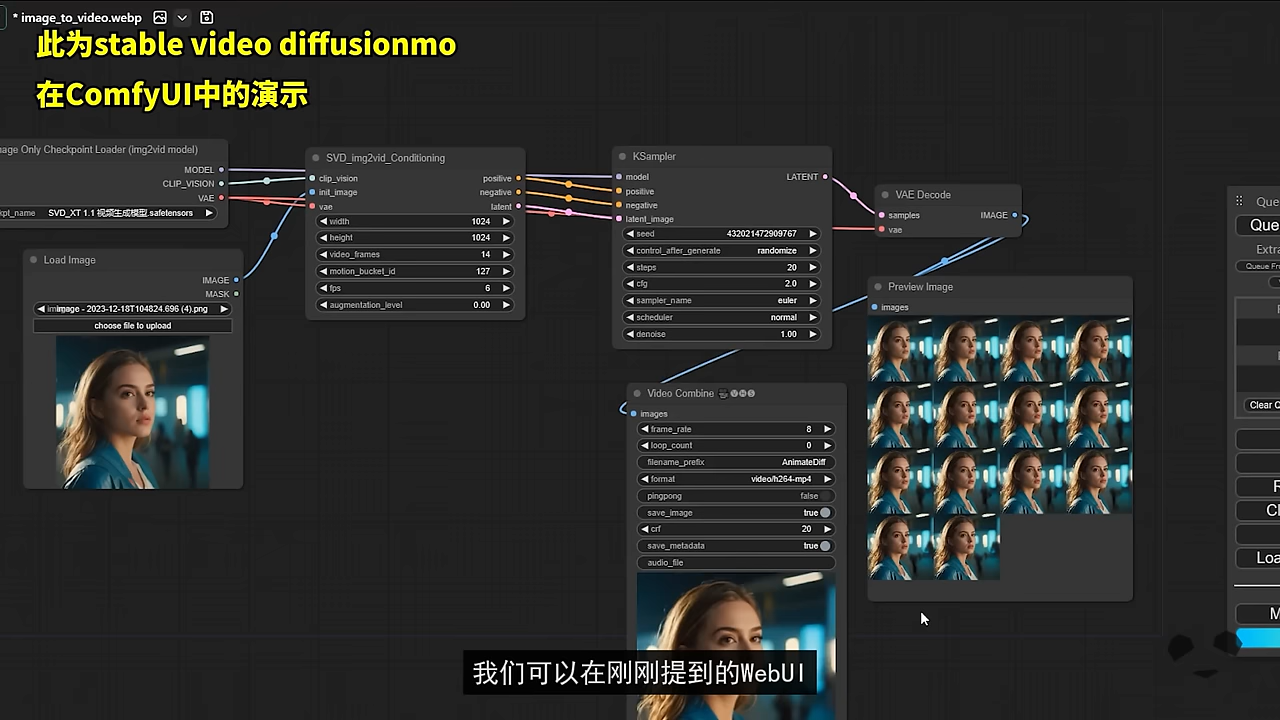 * image_to_video.webp
此为stable video diffusionmo
在ComfyUI中的演示
age Only Checkpoint Loader (img2vid model)
MODEL
CLIP_VISION
VAE
kpt_name SVD_XT 1.1 视频生成模型.safetensors
Load Image
IMAGE
MASK
image - 2023-12-18T104824.696 (4).png
choose file to upload
SVD_img2vid_Conditioning
clip_vision positive
init_image negative
vae latent
width 1024
height 1024
video_frames 14
motion_bucket_id 127
fps 6
augmentation_level 0.00
KSampler
model LATENT
positive
negative
latent_image
seed 432021472909767
control_after_generate randomize
steps 20
cfg 2.0
sampler_name euler
scheduler normal
denoise 1.00
VAE Decode
samples IMAGE
vae
Preview Image
images
Video Combine
images
frame_rate 8
loop_count 0
filename_prefix AnimateDiff
format video/h264-mp4
pingpong false
save_image true
crf 20
save_metadata true
audio_file
Que
Que
Extra
Queue Fr
Clear C
R
Cl
Loa
M
我们可以在刚刚提到的WebUI